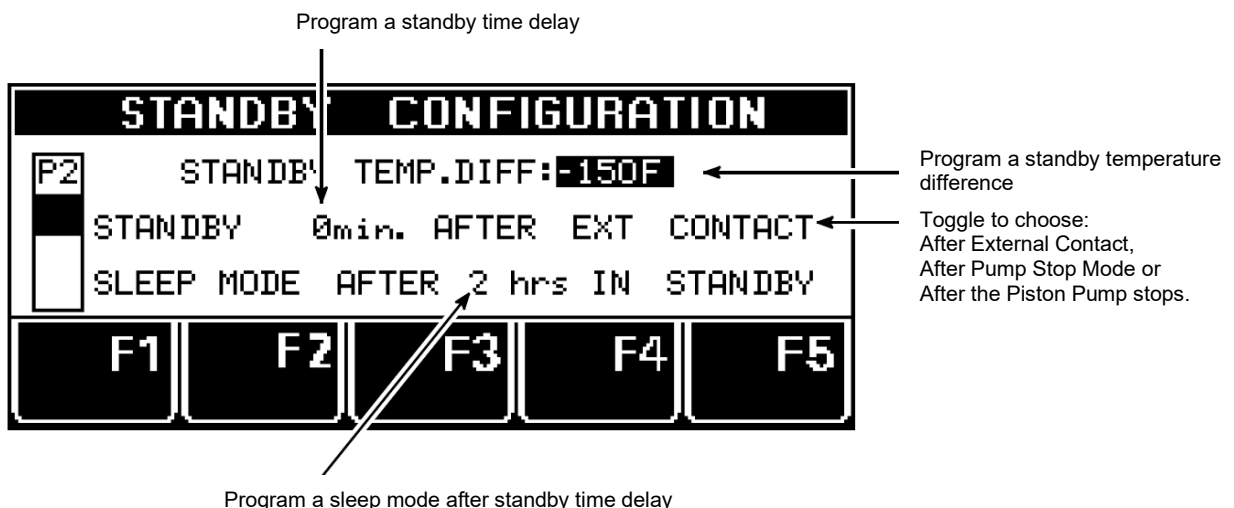 Program a standby time delay
STANDBY CONFIGURATION
P2
STANDBY TEMP.DIFF:-150F
Program a standby temperature
difference
STANDBY 0min. AFTER EXT CONTACT
Toggle to choose:
After External Contact,
After Pump Stop Mode or
After the Piston Pump stops.
SLEEP MODE AFTER 2 hrs IN STANDBY
F1 F2 F3 F4 F5
Program a sleep mode after standby time delay